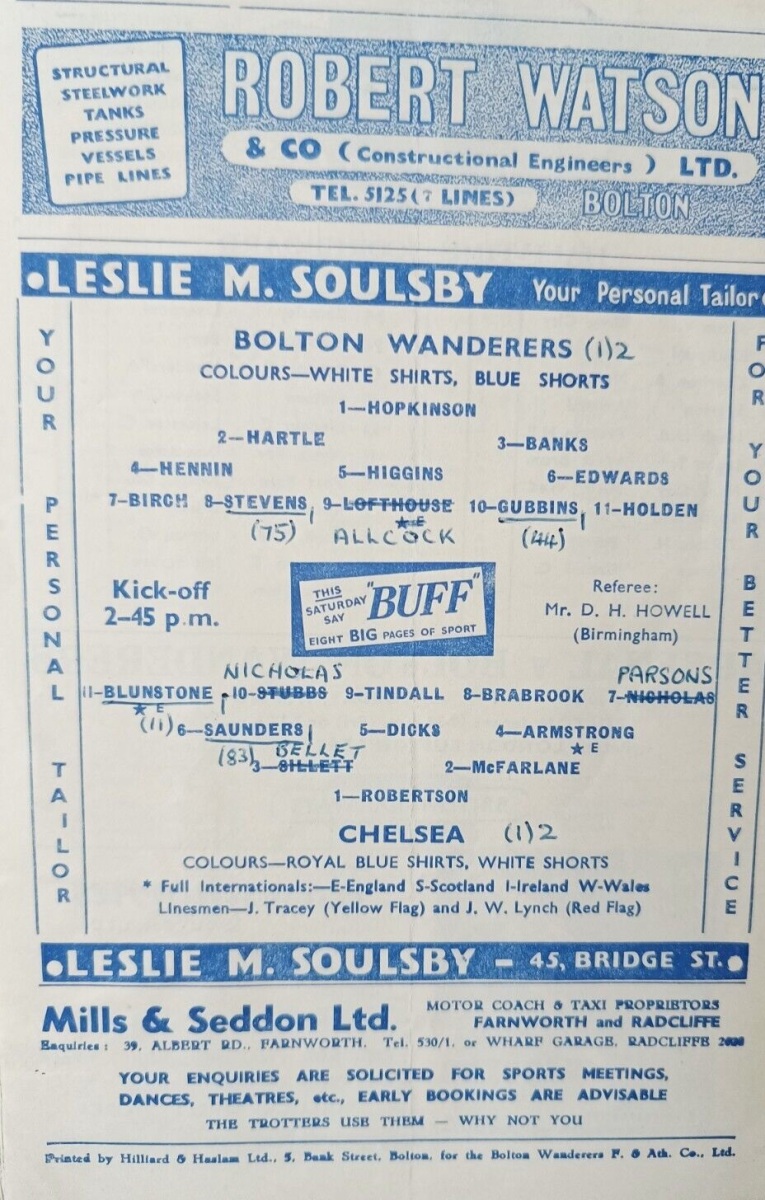 STRUCTURAL
STEELWORK
TANKS
PRESSURE
VESSELS
PIPE LINES
ROBERT WATSON
& CO (Constructional Engineers) LTD.
TEL. 5125 (7 LINES) BOLTON
•LESLIE M. SOULSBY Your Personal Tailor•
YOUR PERSONAL TAILOR
BOLTON WANDERERS (1)2
COLOURS—WHITE SHIRTS, BLUE SHORTS
1—HOPKINSON
2—HARTLE 3—BANKS
4—HENNIN 5—HIGGINS 6—EDWARDS
7–BIRCH 8–STEVENS 9–LOFTHOUSE 10–GUBBINS 11–HOLDEN
★E
(75) ALLCOCK (44)
Kick-off
2–45 p.m.
THIS
SATURDAY
SAY
"BUFF"
EIGHT BIG PAGES OF SPORT
Referee:
Mr. D. H. HOWELL
(Birmingham)
NICHOLAS PARSONS
11–BLUNSTONE 10–STUBBS 9–TINDALL 8–BRABROOK 7–NICHOLAS
★ E
(11) 6—SAUNDERS 5—DICKS 4—ARMSTRONG
(83) BELLET ★ E
3—SILLETT 2—McFARLANE
1—ROBERTSON
CHELSEA (1)2
COLOURS—ROYAL BLUE SHIRTS, WHITE SHORTS
* Full Internationals:—E-England S-Scotland I-Ireland W-Wales
Linesmen—J. Tracey (Yellow Flag) and J. W. Lynch (Red Flag)
FOR YOUR BETTER SERVICE
•LESLIE M. SOULSBY – 45, BRIDGE ST.•
Mills & Seddon Ltd. MOTOR COACH & TAXI PROPRIETORS
FARNWORTH and RADCLIFFE
Enquiries: 39, ALBERT RD., FARNWORTH. Tel. 530/1, or WHARF GARAGE, RADCLIFFE
YOUR ENQUIRIES ARE SOLICITED FOR SPORTS MEETINGS,
DANCES, THEATRES, etc., EARLY BOOKINGS ARE ADVISABLE
THE TROTTERS USE THEM — WHY NOT YOU
Printed by Hilliard & Haslam Ltd., 5, Bank Street, Bolton, for the Bolton Wanderers F. & Ath. Co., Ltd.